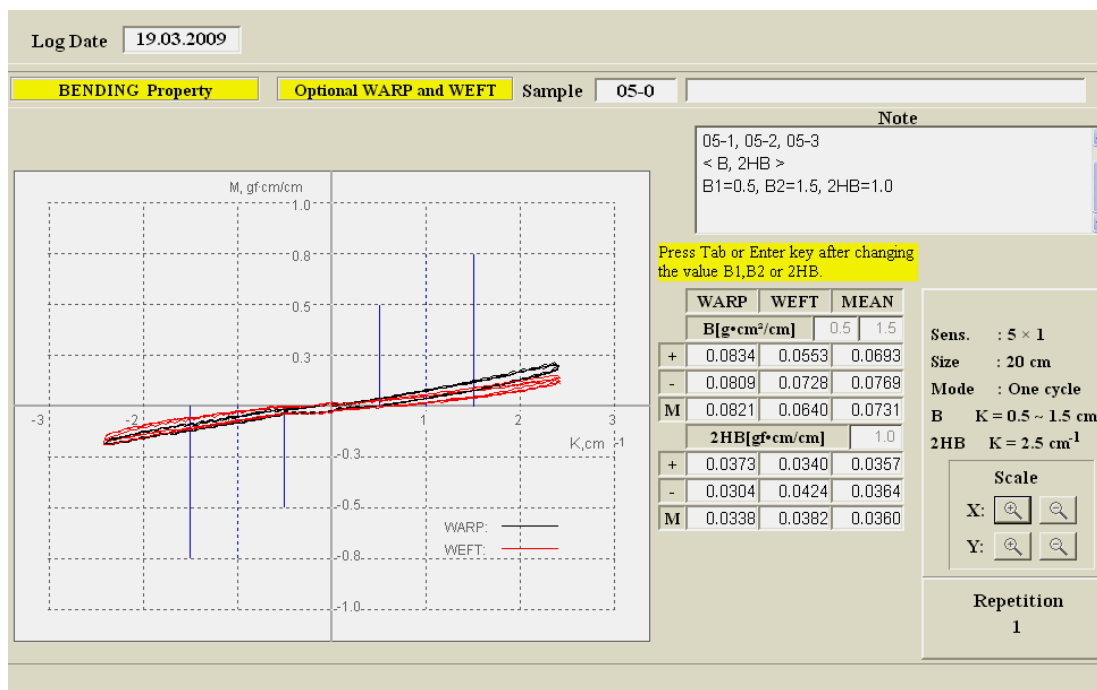 Log Date 19.03.2009
BENDING Property Optional WARP and WEFT Sample 05-0
Note
05-1, 05-2, 05-3
< B, 2HB >
B1=0.5, B2=1.5, 2HB=1.0
M, gf·cm/cm
1.0
0.8
0.5
0.3
-3 -2 1 2 3
K,cm -1
-0.3
-0.5
-0.8
-1.0
WARP:
WEFT:
Press Tab or Enter key after changing
the value B1,B2 or 2HB.
WARP WEFT MEAN
B[g•cm²/cm] 0.5 1.5
+ 0.0834 0.0553 0.0693
- 0.0809 0.0728 0.0769
M 0.0821 0.0640 0.0731
2HB[gf•cm/cm] 1.0
+ 0.0373 0.0340 0.0357
- 0.0304 0.0424 0.0364
M 0.0338 0.0382 0.0360
Sens. : 5 × 1
Size : 20 cm
Mode : One cycle
B K = 0.5 ~ 1.5 cm
2HB K = 2.5 cm⁻¹
Scale
X:
Y:
Repetition
1